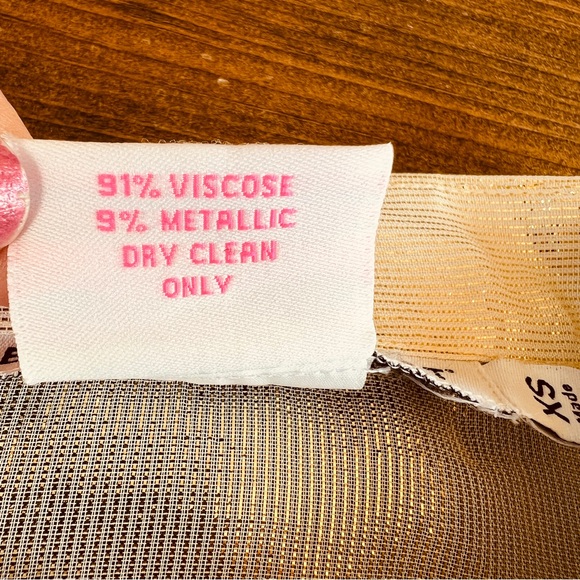 91% VISCOSE
9% METALLIC
DRY CLEAN
ONLY
XS